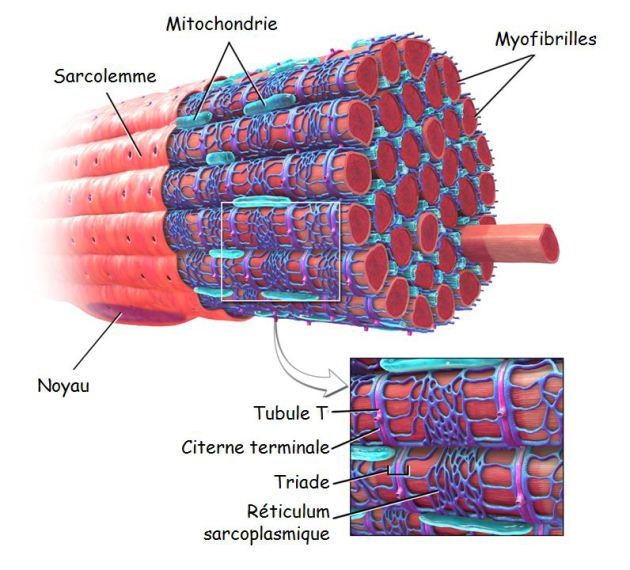 Mitochondrie
Myofibrilles
Sarcolemme
Noyau
Tubule T
Citerne terminale
Triade
Réticulum
sarcoplasmique